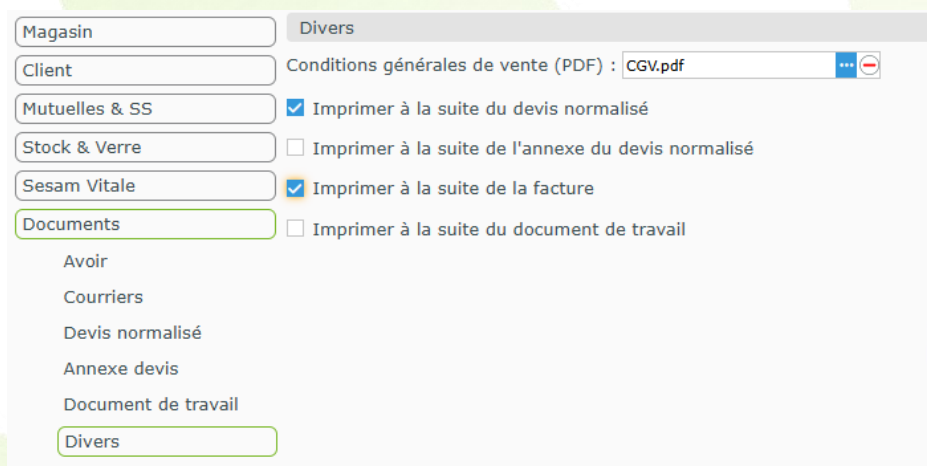 Magasin
Client
Mutuelles & SS
Stock & Verre
Sesam Vitale
Documents
Avoir
Courriers
Devis normalisé
Annexe devis
Document de travail
Divers
Divers
Conditions générales de vente (PDF) : CGV.pdf
Imprimer à la suite du devis normalisé
Imprimer à la suite de l'annexe du devis normalisé
Imprimer à la suite de la facture
Imprimer à la suite du document de travail